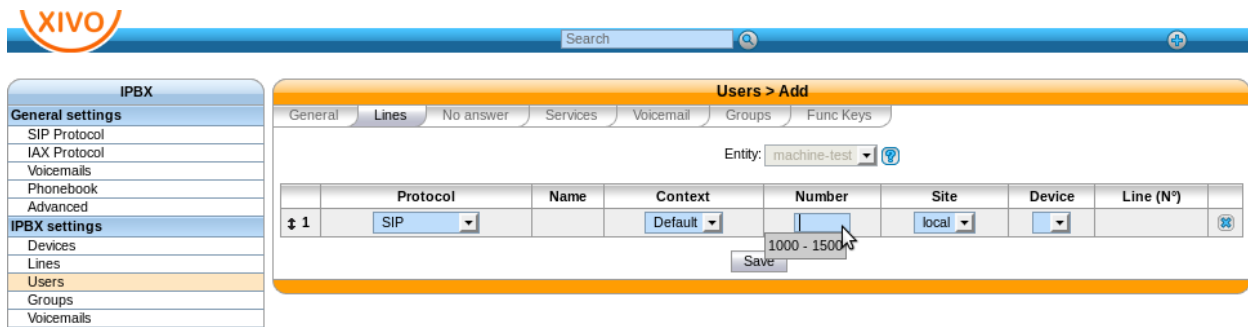 XIVO
Search
IPBX
General settings
SIP Protocol
IAX Protocol
Voicemails
Phonebook
Advanced
IPBX settings
Devices
Lines
Users
Groups
Voicemails
Users > Add
General Lines No answer Services Voicemail Groups Func Keys
Entity: machine-test
Protocol Name Context Number Site Device Line (N°)
1 SIP Default local
1000 - 1500
Save